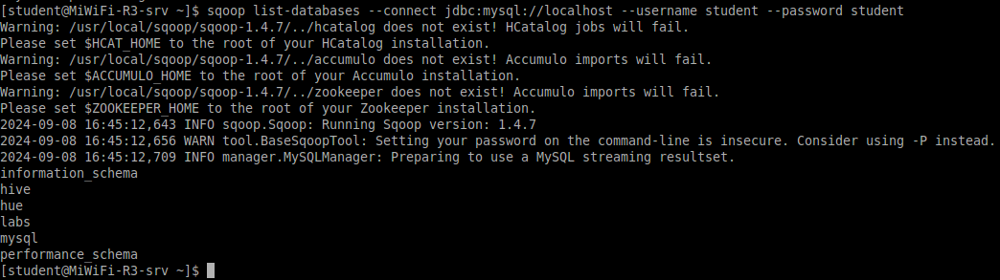 [student@MiWiFi-R3-srv ~]$ sqoop list-databases --connect jdbc:mysql://localhost --username student --password student
Warning: /usr/local/sqoop/sqoop-1.4.7/../hcatalog does not exist! HCatalog jobs will fail.
Please set $HCAT_HOME to the root of your HCatalog installation.
Warning: /usr/local/sqoop/sqoop-1.4.7/../accumulo does not exist! Accumulo imports will fail.
Please set $ACCUMULO_HOME to the root of your Accumulo installation.
Warning: /usr/local/sqoop/sqoop-1.4.7/../zookeeper does not exist! Accumulo imports will fail.
Please set $ZOOKEEPER_HOME to the root of your Zookeeper installation.
2024-09-08 16:45:12,643 INFO sqoop.Sqoop: Running Sqoop version: 1.4.7
2024-09-08 16:45:12,656 WARN tool.BaseSqoopTool: Setting your password on the command-line is insecure. Consider using -P instead.
2024-09-08 16:45:12,709 INFO manager.MySQLManager: Preparing to use a MySQL streaming resultset.
information_schema
hive
hue
labs
mysql
performance_schema
[student@MiWiFi-R3-srv ~]$